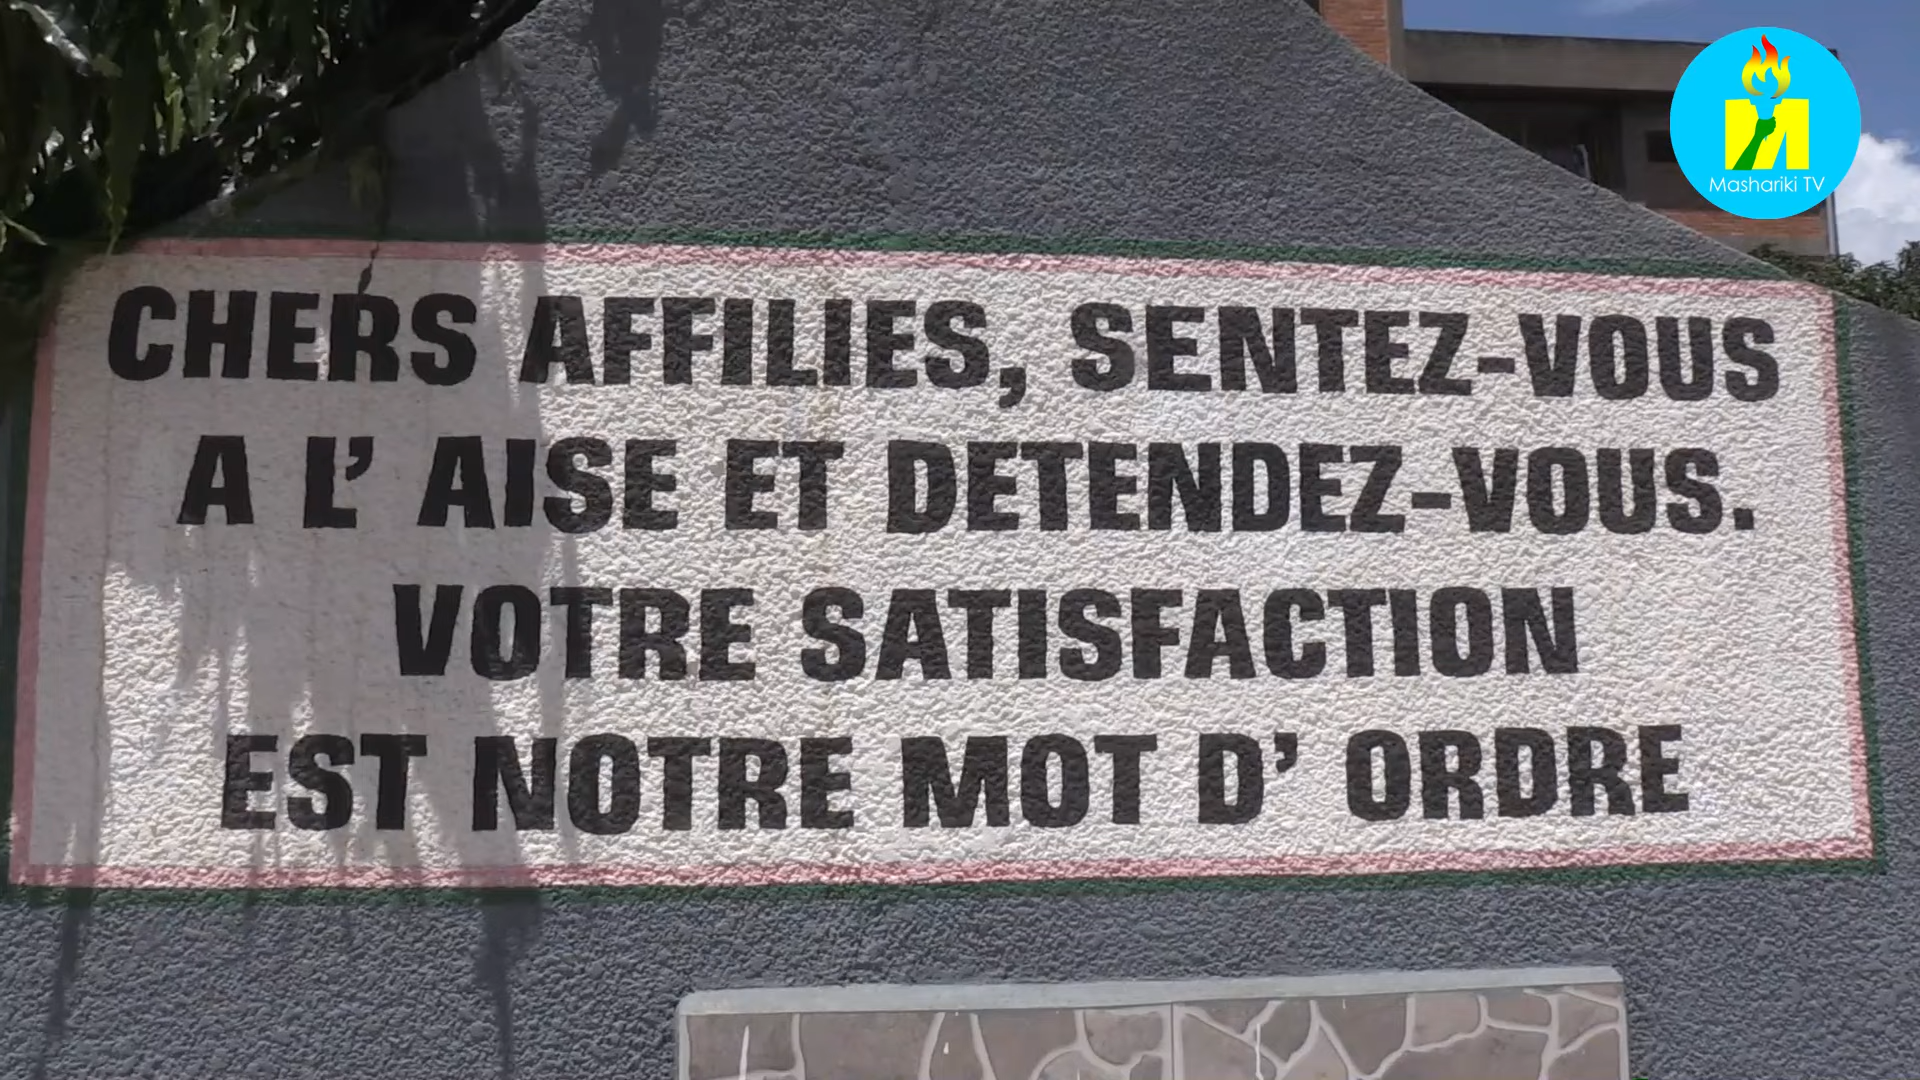 Mashariki TV
CHERS AFFILIES, SENTEZ-VOUS
A L' AISE ET DETENDEZ-VOUS.
VOTRE SATISFACTION
EST NOTRE MOT D' ORDRE